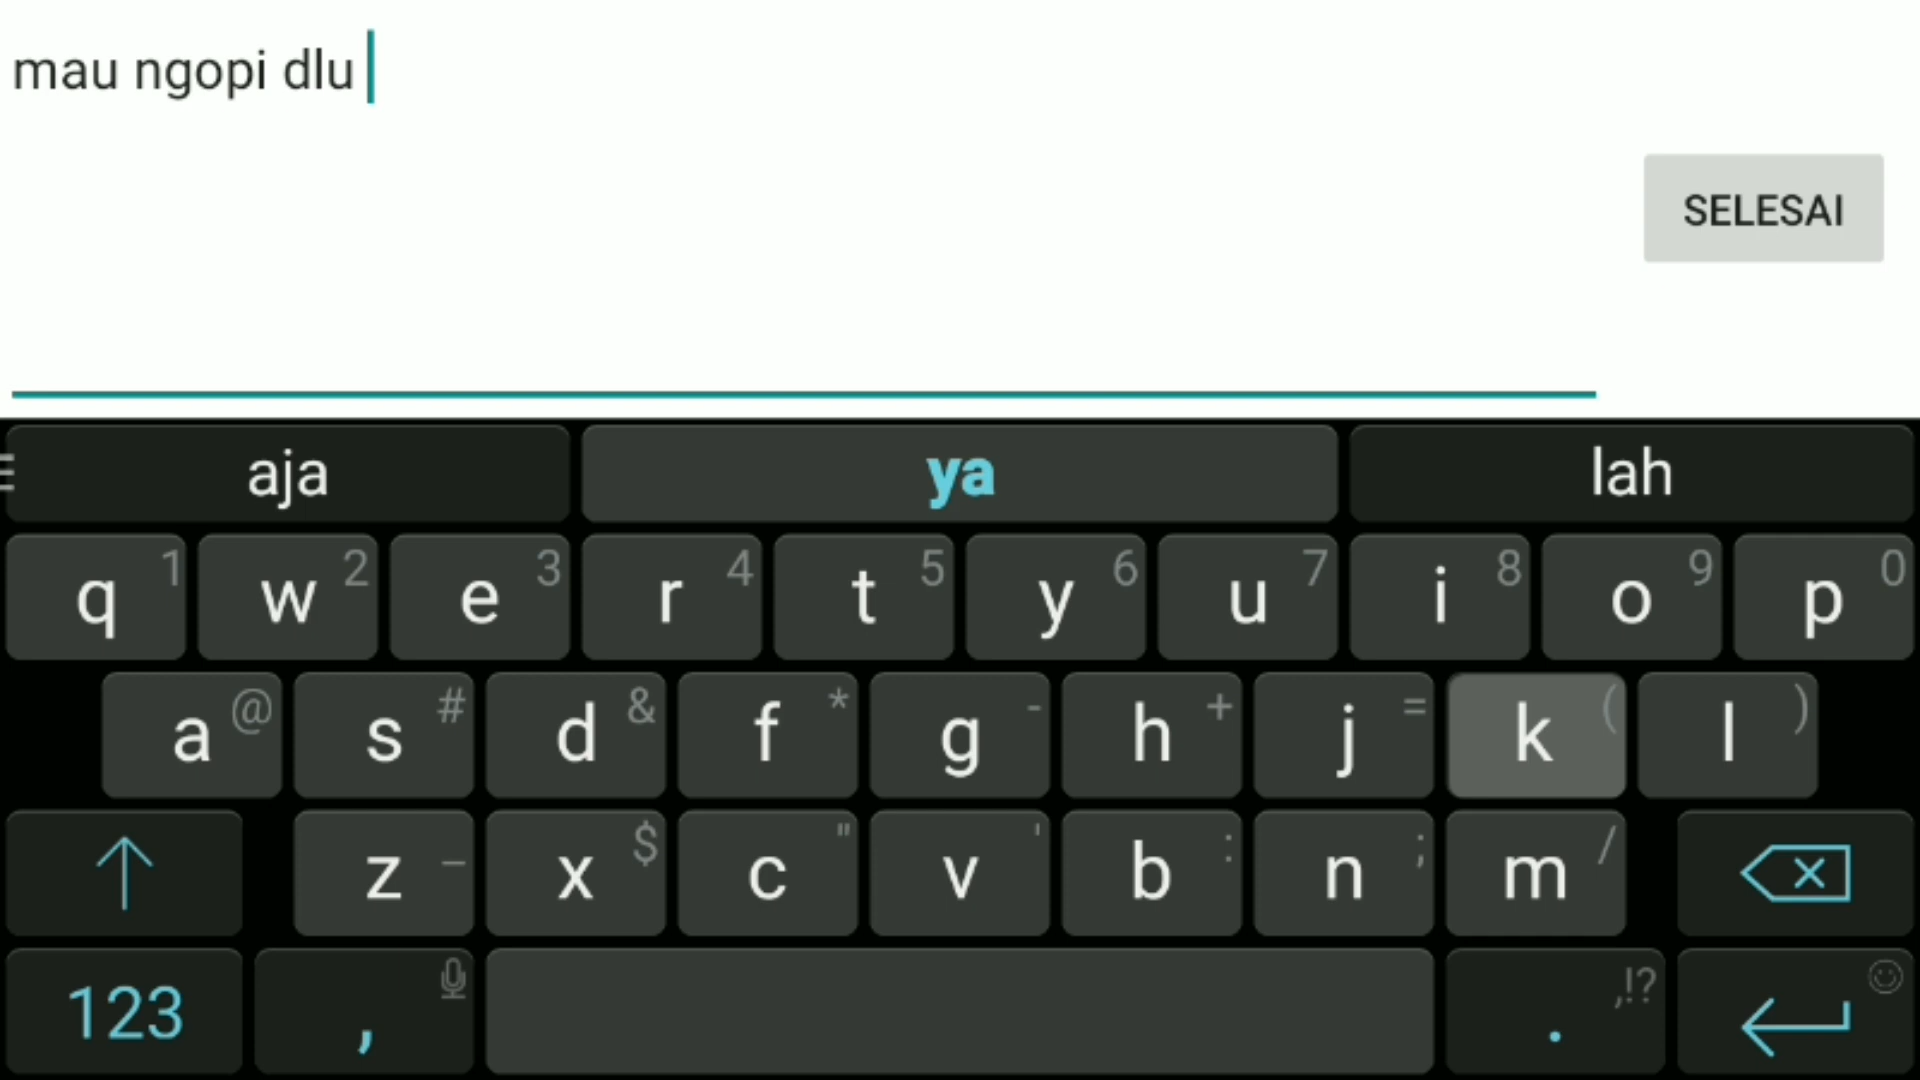 mau ngopi dlu
SELESAI
aja ya lah
q 1 w 2 e 3 r 4 t 5 y 6 u 7 i 8 o 9 p 0
a @ s # d & f * g - h + j = k ( l )
z _ x $ c " v ' b : n ; m /
123 , . ,!?